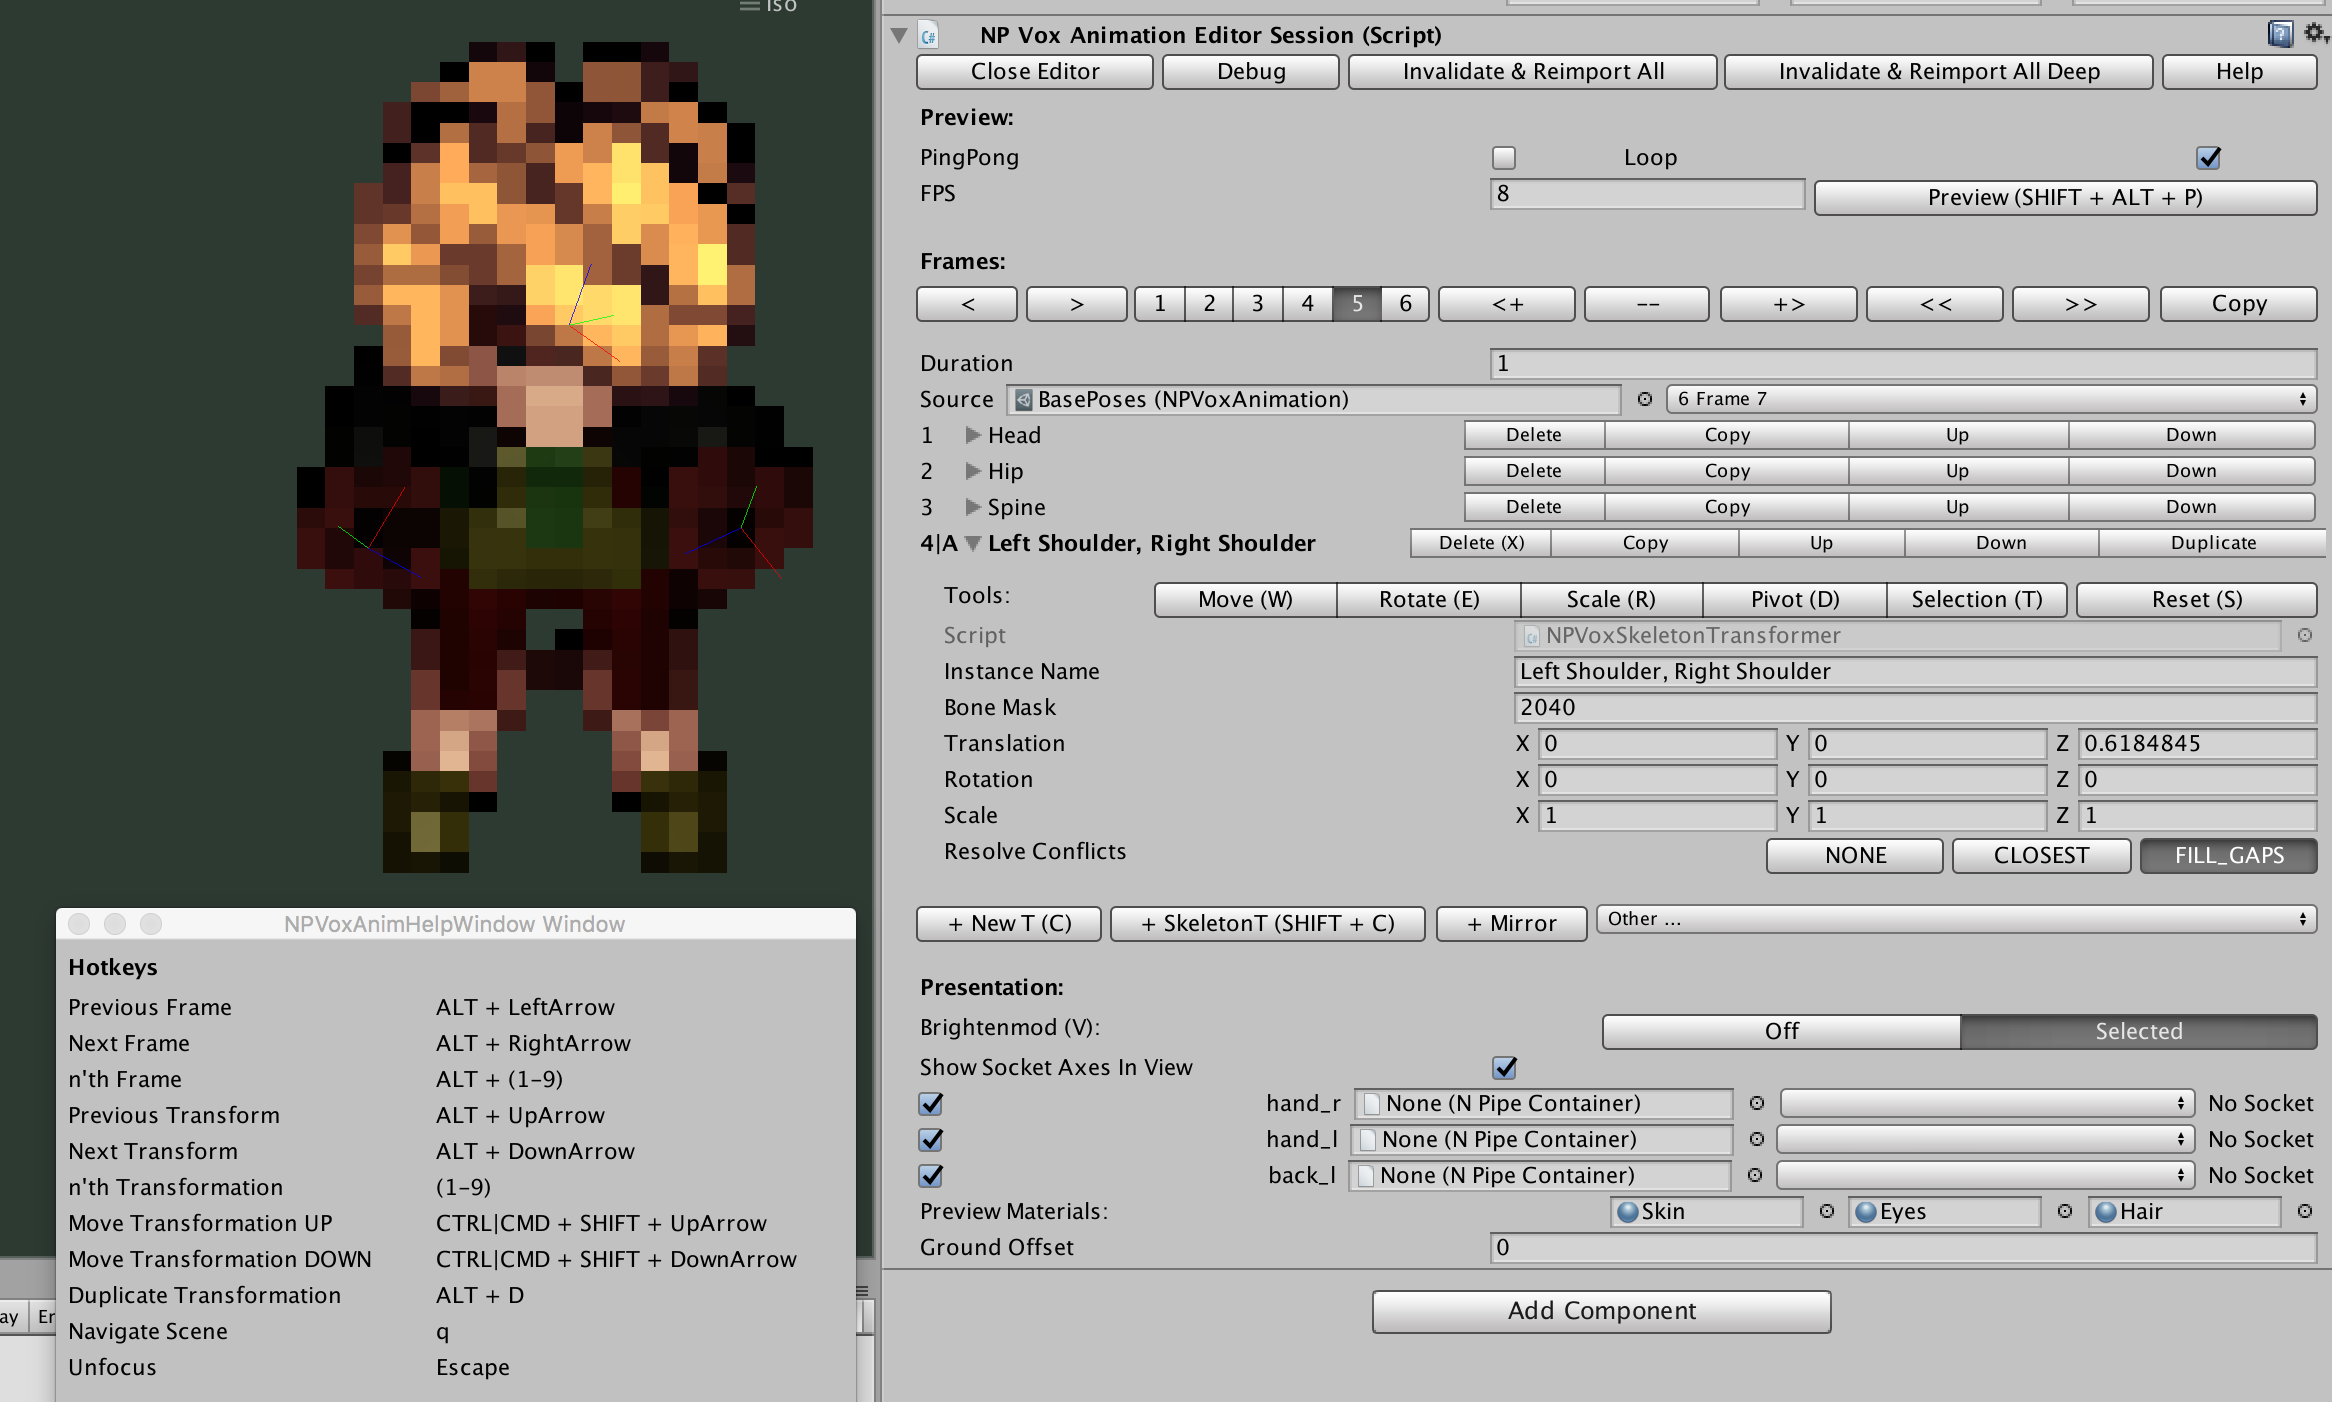 Iso
NP Vox Animation Editor Session (Script)
Close Editor Debug Invalidate & Reimport All Invalidate & Reimport All Deep Help
Preview:
PingPong Loop
FPS 8 Preview (SHIFT + ALT + P)
Frames:
< > 1 2 3 4 5 6 <+ -- +> << >> Copy
Duration 1
Source BasePoses (NPVoxAnimation) 6 Frame 7
1 Head Delete Copy Up Down
2 Hip Delete Copy Up Down
3 Spine Delete Copy Up Down
4|A Left Shoulder, Right Shoulder Delete (X) Copy Up Down Duplicate
Tools: Move (W) Rotate (E) Scale (R) Pivot (D) Selection (T) Reset (S)
Script NPVoxSkeletonTransformer
Instance Name Left Shoulder, Right Shoulder
Bone Mask 2040
Translation X 0 Y 0 Z 0.6184845
Rotation X 0 Y 0 Z 0
Scale X 1 Y 1 Z 1
Resolve Conflicts NONE CLOSEST FILL_GAPS
+ New T (C) + SkeletonT (SHIFT + C) + Mirror Other ...
Presentation:
Brightenmod (V): Off Selected
Show Socket Axes In View
hand_r None (N Pipe Container) No Socket
hand_l None (N Pipe Container) No Socket
back_l None (N Pipe Container) No Socket
Preview Materials: Skin Eyes Hair
Ground Offset 0
Add Component
NPVoxAnimHelpWindow Window
Hotkeys
Previous Frame ALT + LeftArrow
Next Frame ALT + RightArrow
n'th Frame ALT + (1-9)
Previous Transform ALT + UpArrow
Next Transform ALT + DownArrow
n'th Transformation (1-9)
Move Transformation UP CTRL|CMD + SHIFT + UpArrow
Move Transformation DOWN CTRL|CMD + SHIFT + DownArrow
Duplicate Transformation ALT + D
Navigate Scene q
Unfocus Escape
ay Er